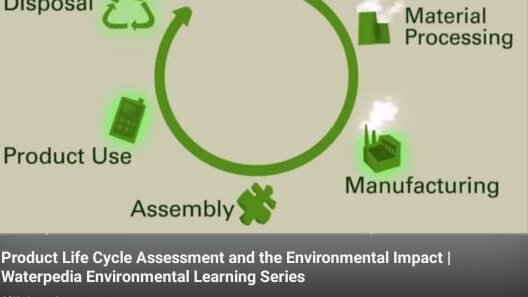 Disposal
Material
Processing
Product Use
Manufacturing
Assembly
Product Life Cycle Assessment and the Environmental Impact |
Waterpedia Environmental Learning Series